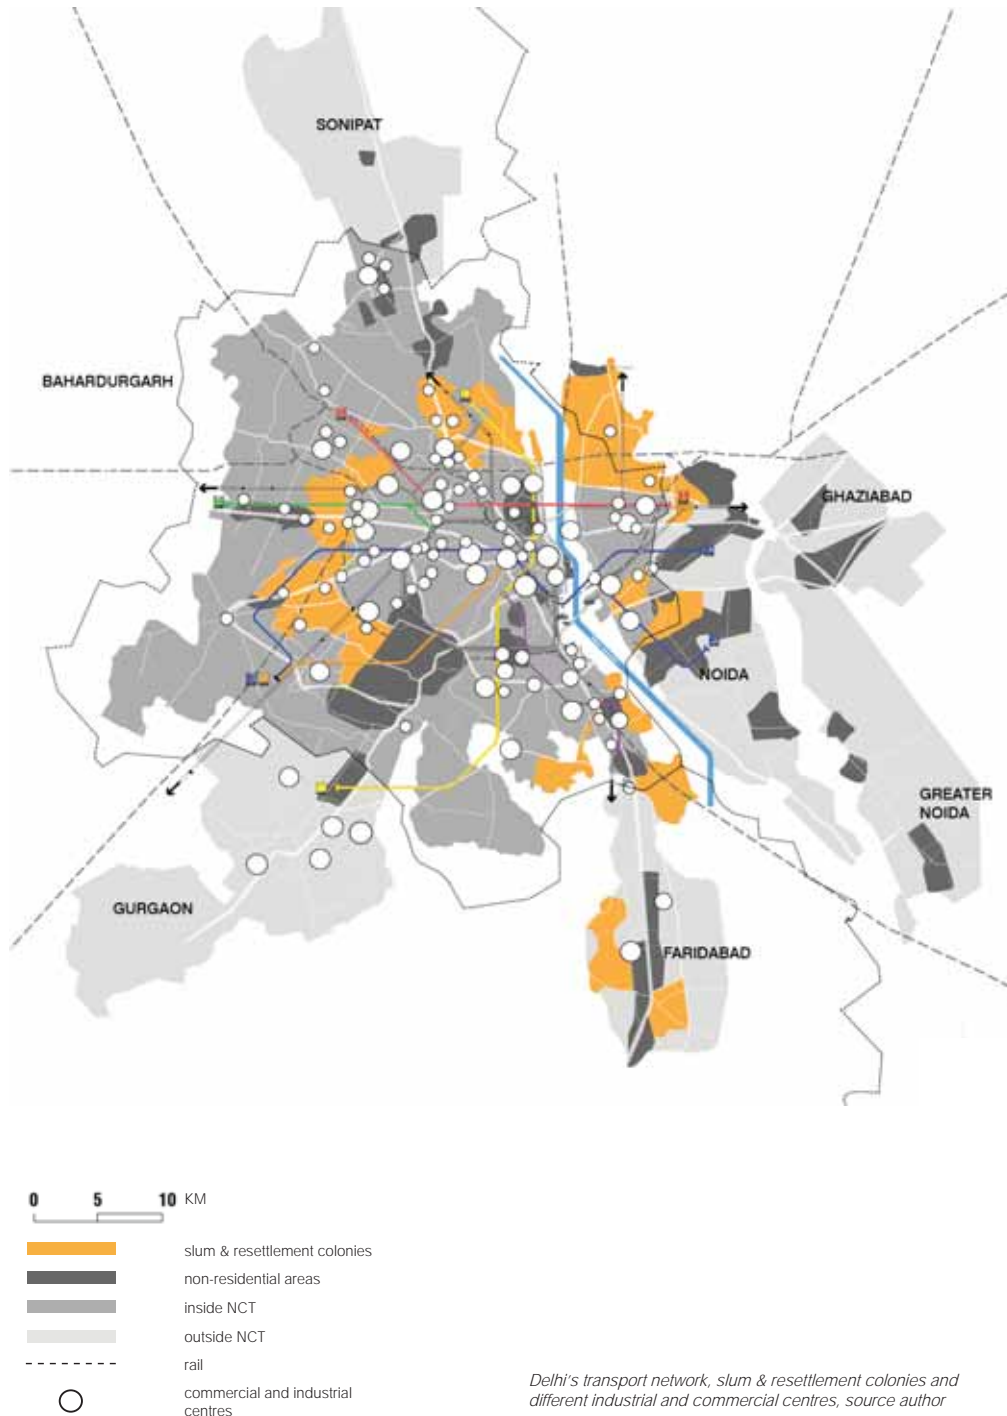 SONIPAT
BAHARDURGARH
GHAZIABAD
NOIDA
GREATER
NOIDA
GURGAON
FARIDABAD
0 5 10 KM
slum & resettlement colonies
non-residential areas
inside NCT
outside NCT
rail
commercial and industrial
centres
Delhi's transport network, slum & resettlement colonies and
different industrial and commercial centres, source author